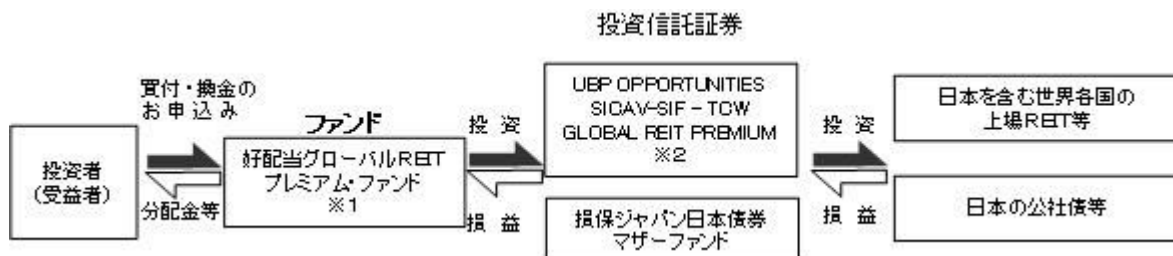 投資信託証券
買付・換金の
お申込み
投資者
(受益者)
分配金等
ファンド
好配当グローバルREIT
プレミアム・ファンド
※1
投 資
損 益
UBP OPPORTUNITIES
SICAV-SIF - TCW
GLOBAL REIT PREMIUM
※2
損保ジャパン日本債券
マザーファンド
投 資
損 益
日本を含む世界各国の
上場REIT等
日本の公社債等